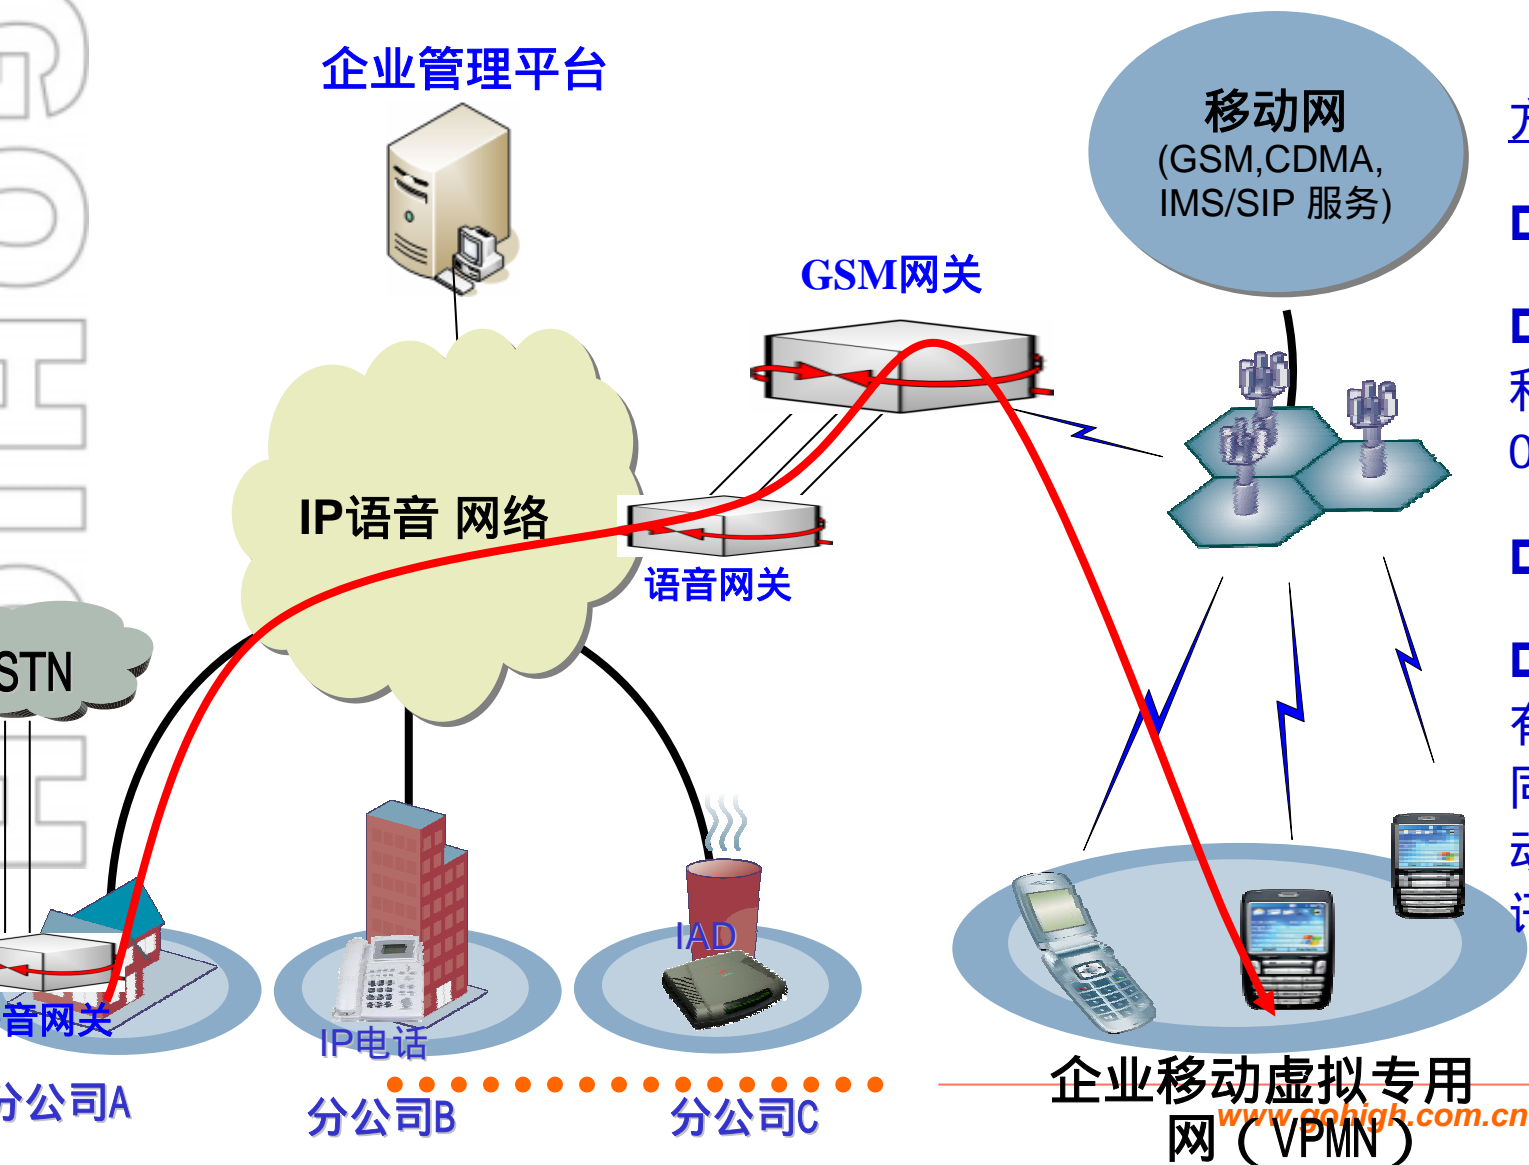 GOHIGH
企业管理平台
移动网
(GSM,CDMA,
IMS/SIP 服务)
GSM网关
IP语音 网络
语音网关
STN
IAD
音网关
IP电话
分公司A
分公司B
分公司C
企业移动虚拟专用
网（VPMN）
www.gohigh.com.cn